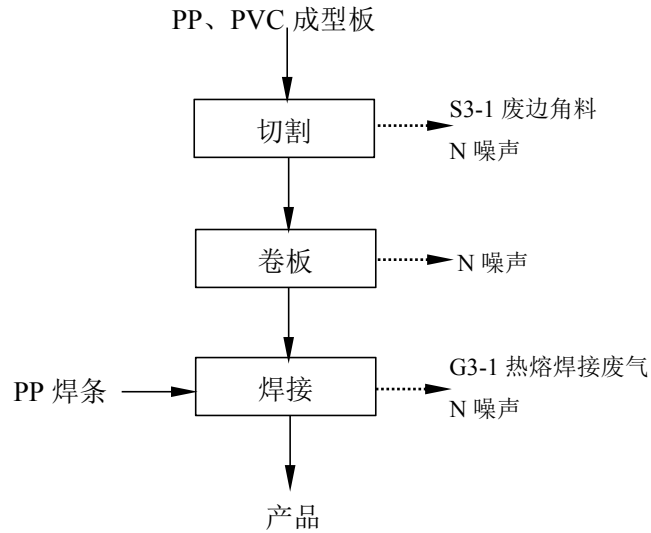 PP、PVC 成型板
切割
S3-1 废边角料
N 噪声
卷板
N 噪声
PP 焊条
焊接
G3-1 热熔焊接废气
N 噪声
产品